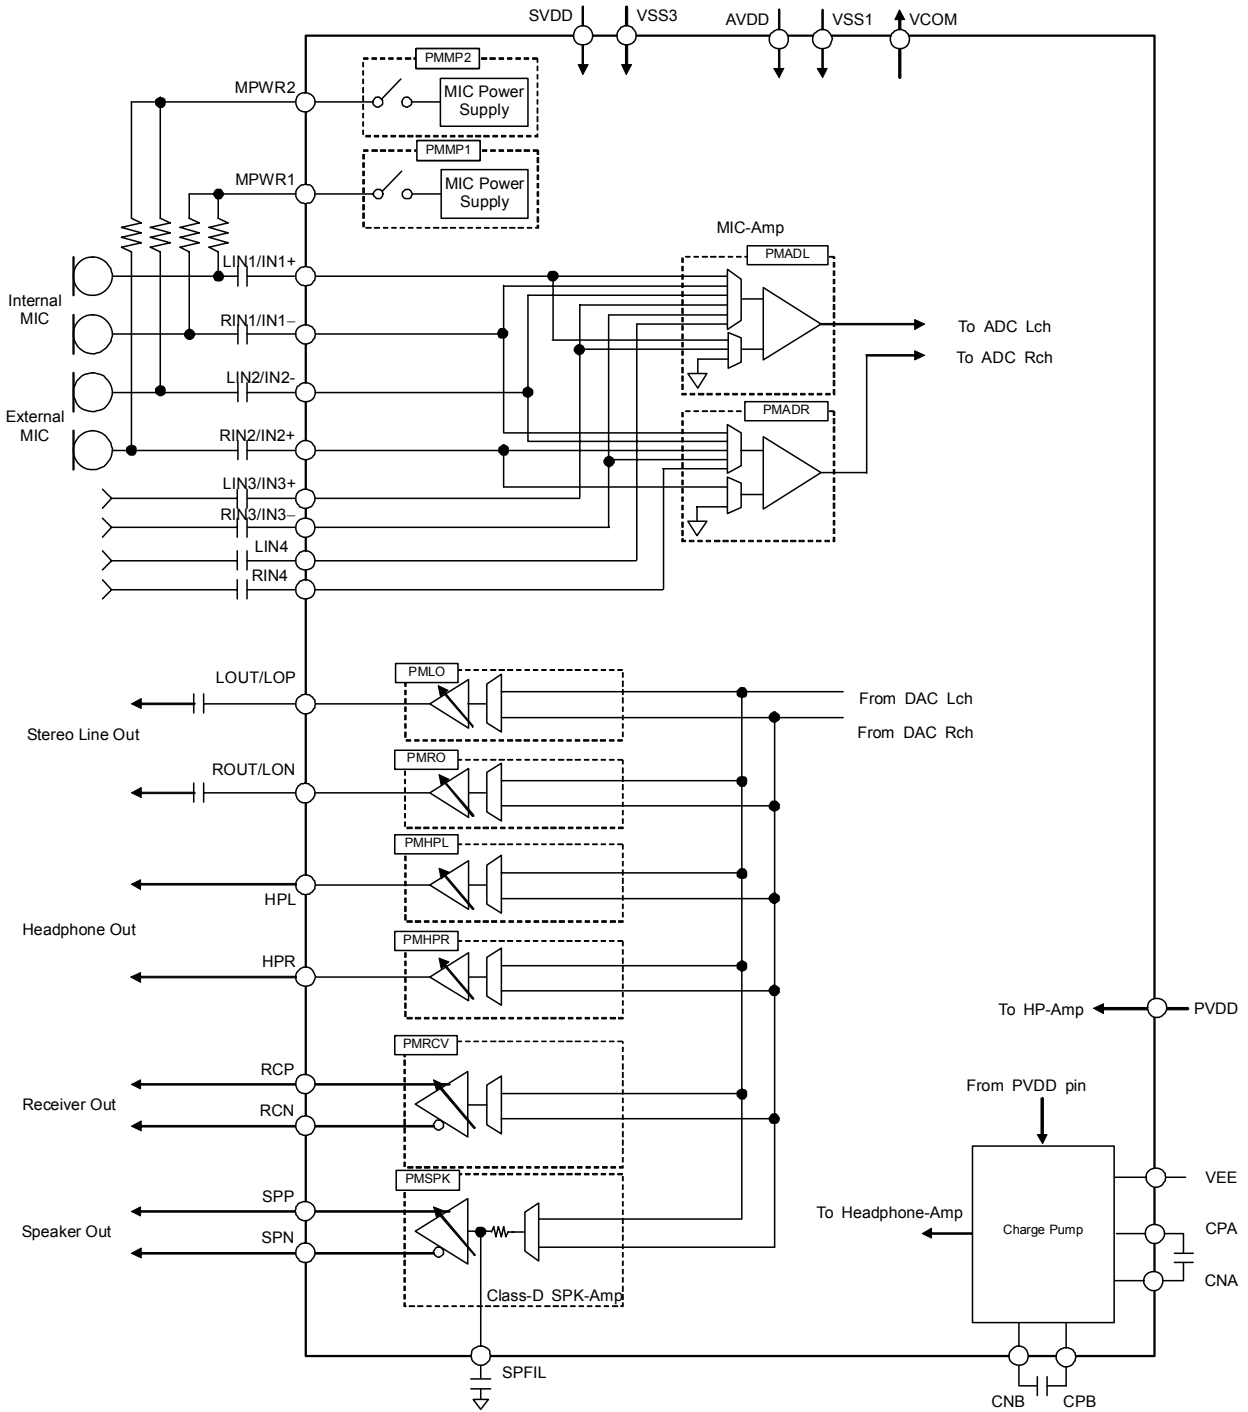 SVDD
VSS3
AVDD
VSS1
VCOM
PMMP2
MPWR2
MIC Power
Supply
PMMP1
MPWR1
MIC Power
Supply
MIC-Amp
PMADL
LIN1/IN1+
Internal
MIC
RIN1/IN1−
To ADC Lch
To ADC Rch
LIN2/IN2-
External
MIC
PMADR
RIN2/IN2+
LIN3/IN3+
RIN3/IN3−
LIN4
RIN4
LOUT/LOP
PMLO
From DAC Lch
Stereo Line Out
From DAC Rch
ROUT/LON
PMRO
PMHPL
HPL
Headphone Out
PMHPR
HPR
To HP-Amp
PVDD
PMRCV
RCP
Receiver Out
RCN
From PVDD pin
PMSPK
SPP
Speaker Out
SPN
Class-D SPK-Amp
To Headphone-Amp
Charge Pump
VEE
CPA
CNA
SPFIL
CNB
CPB